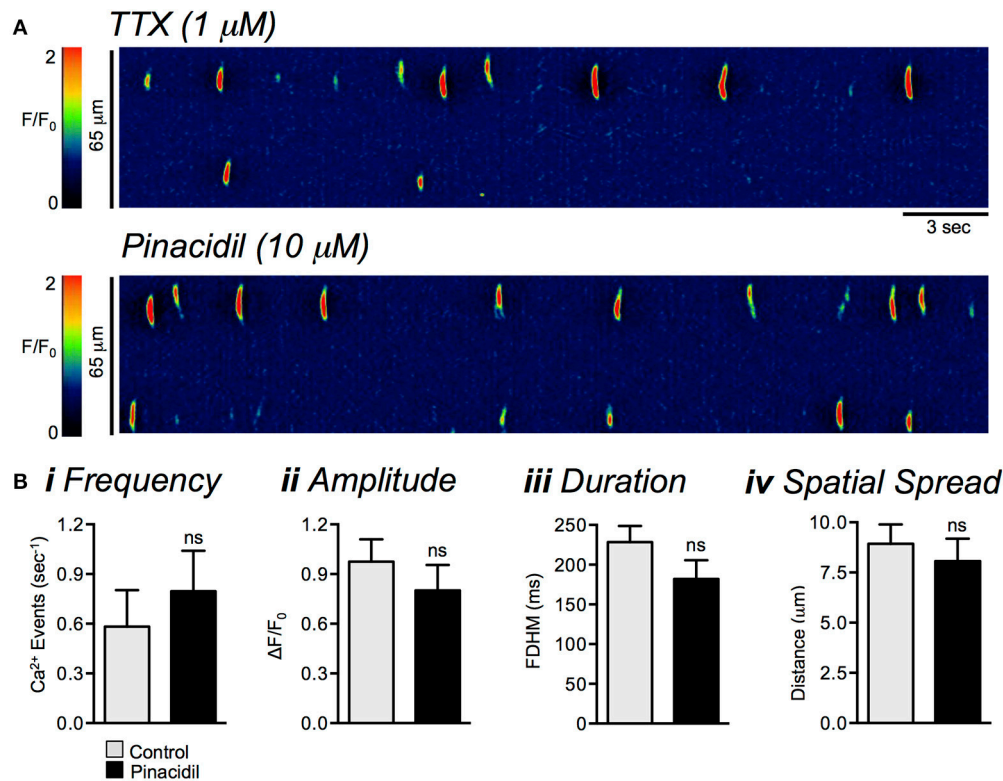 A
TTX (1 μM)
2
F/F0
0
65 μm
3 sec
Pinacidil (10 μM)
2
F/F0
0
65 μm
B
i Frequency
1.2
0.9
0.6
0.3
0.0
Ca²⁺ Events (sec⁻¹)
ns
Control
Pinacidil
ii Amplitude
1.2
0.9
0.6
0.3
0.0
ΔF/F0
ns
iii Duration
250
200
150
100
50
0
FDHM (ms)
ns
iv Spatial Spread
10.0
7.5
5.0
2.5
0.0
Distance (μm)
ns